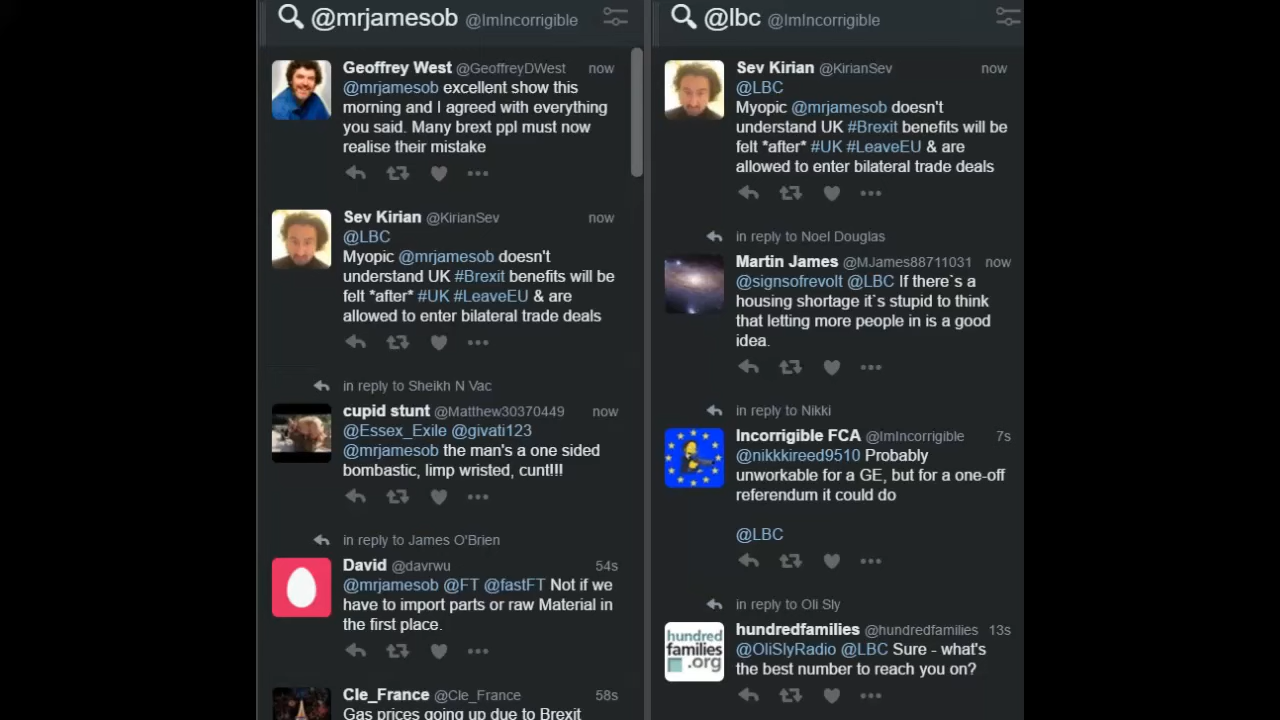 @mrjamesob @ImIncorrigible
Geoffrey West @GeoffreyDWest now
@mrjamesob excellent show this
morning and I agreed with everything
you said. Many brext ppl must now
realise their mistake
Sev Kirian @KirianSev now
@LBC
Myopic @mrjamesob doesn't
understand UK #Brexit benefits will be
felt *after* #UK #LeaveEU & are
allowed to enter bilateral trade deals
in reply to Sheikh N Vac
cupid stunt @Matthew30370449 now
@Essex_Exile @givati123
@mrjamesob the man's a one sided
bombastic, limp wristed, cunt!!!
in reply to James O'Brien
David @davrwu 54s
@mrjamesob @FT @fastFT Not if we
have to import parts or raw Material in
the first place.
Cle_France @Cle_France 58s
Gas prices going up due to Brexit
@lbc @ImIncorrigible
Sev Kirian @KirianSev now
@LBC
Myopic @mrjamesob doesn't
understand UK #Brexit benefits will be
felt *after* #UK #LeaveEU & are
allowed to enter bilateral trade deals
in reply to Noel Douglas
Martin James @MJames88711031 now
@signsofrevolt @LBC If there`s a
housing shortage it`s stupid to think
that letting more people in is a good
idea.
in reply to Nikki
Incorrigible FCA @ImIncorrigible 7s
@nikkkireed9510 Probably
unworkable for a GE, but for a one-off
referendum it could do
@LBC
in reply to Oli Sly
hundredfamilies @hundredfamilies 13s
@OliSlyRadio @LBC Sure - what's
the best number to reach you on?
hundred
families
.org